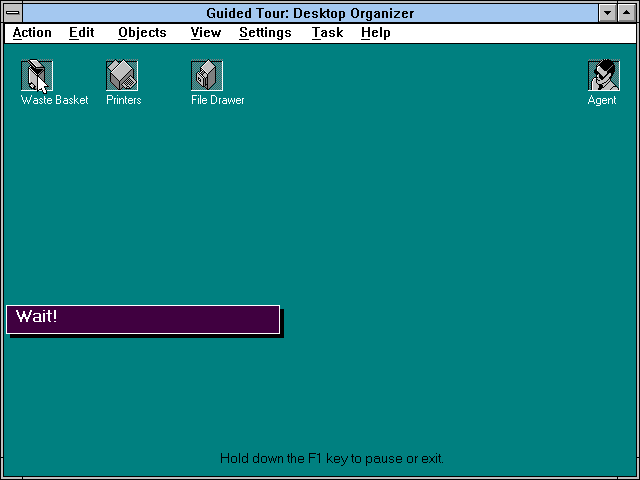 Guided Tour: Desktop Organizer
Action Edit Objects View Settings Task Help
Waste Basket Printers File Drawer Agent
Wait!
Hold down the F1 key to pause or exit.